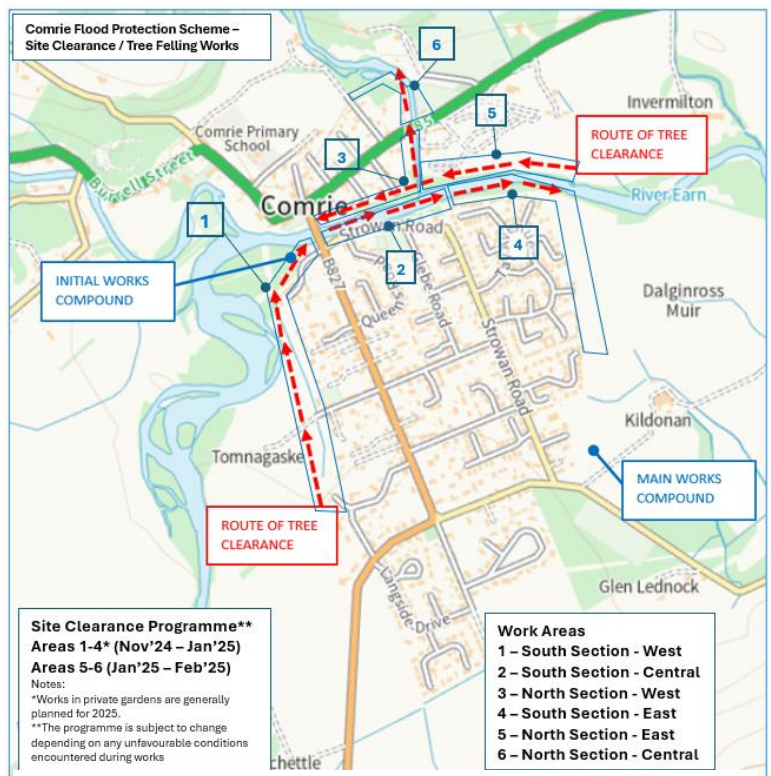 Comrie Flood Protection Scheme –
Site Clearance / Tree Felling Works
6
Invermilton
Comrie Primary
School
5
ROUTE OF TREE
CLEARANCE
3
85
Burrell Street
River Earn
Comrie
1
Strowan Road
4
2
INITIAL WORKS
COMPOUND
B827
Glebe Road
Queen's
Dalginross
Muir
Strowan Road
Kildonan
Tomnagaske
MAIN WORKS
COMPOUND
ROUTE OF TREE
CLEARANCE
Langside Drive
Glen Lednock
Site Clearance Programme**
Areas 1-4* (Nov'24 – Jan'25)
Areas 5-6 (Jan'25 – Feb'25)
Notes:
*Works in private gardens are generally
planned for 2025.
**The programme is subject to change
depending on any unfavourable conditions
encountered during works
Work Areas
1 – South Section - West
2 – South Section - Central
3 – North Section - West
4 – South Section - East
5 – North Section - East
6 – North Section - Central
chettle